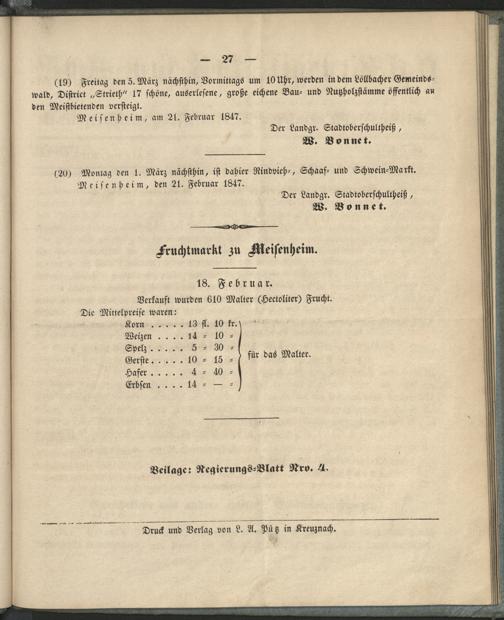 — 27 —
(19) Freitag den 5. März nächsthin, Vormittags um 10 Uhr, werden in dem Löllbacher Gemeinds-
wald, District „Strieth" 17 schöne, auserlesene, große eichene Bau- und Nutzholzstämme öffentlich an
den Meistbietenden versteigt.
Meisenheim, am 21. Februar 1847.
Der Landgr. Stadtoberschultheiß,
W. Bonnet.
(20) Montag den 1. März nächsthin, ist dahier Rindvieh-, Schaaf- und Schwein-Markt.
Meisenheim, den 21. Februar 1847.
Der Landgr. Stadtoberschultheiß,
W. Bonnet.
Fruchtmarkt zu Meisenheim.
18. Februar.
Verkauft wurden 610 Malter (Hectoliter) Frucht.
Die Mittelpreise waren:
Korn . . . . . 13 fl. 10 kr.
Weizen . . . . 14 = 10 =
Spelz . . . . . 5 = 30 =
Gerste . . . . . 10 = 15 = für das Malter.
Hafer . . . . . 4 = 40 =
Erbsen . . . . 14 = — =
Beilage: Regierungs-Blatt Nro. 4.
Druck und Verlag von L. A. Pütz in Kreuznach.